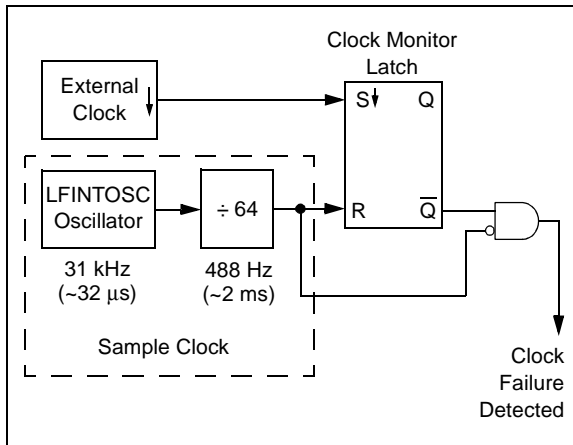 Clock Monitor
Latch
External
Clock
S
Q
LFINTOSC
Oscillator
÷ 64
R
Q̅
31 kHz
(~32 μs)
488 Hz
(~2 ms)
Sample Clock
Clock
Failure
Detected